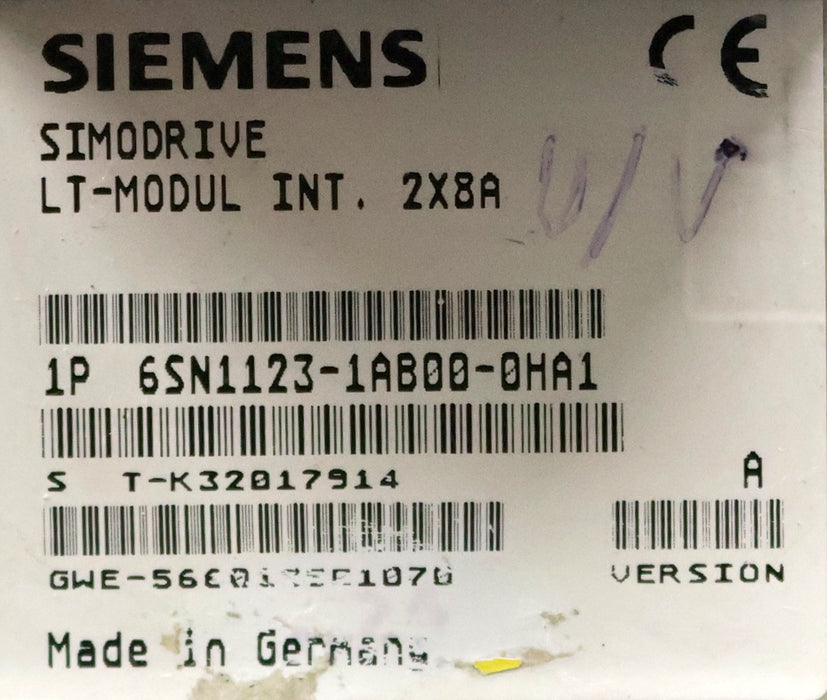 SIEMENS CE
SIMODRIVE
LT-MODUL INT. 2X8A U/V
1P 6SN1123-1AB00-0HA1
S T-K32017914 A
VERSION
Made in Germany